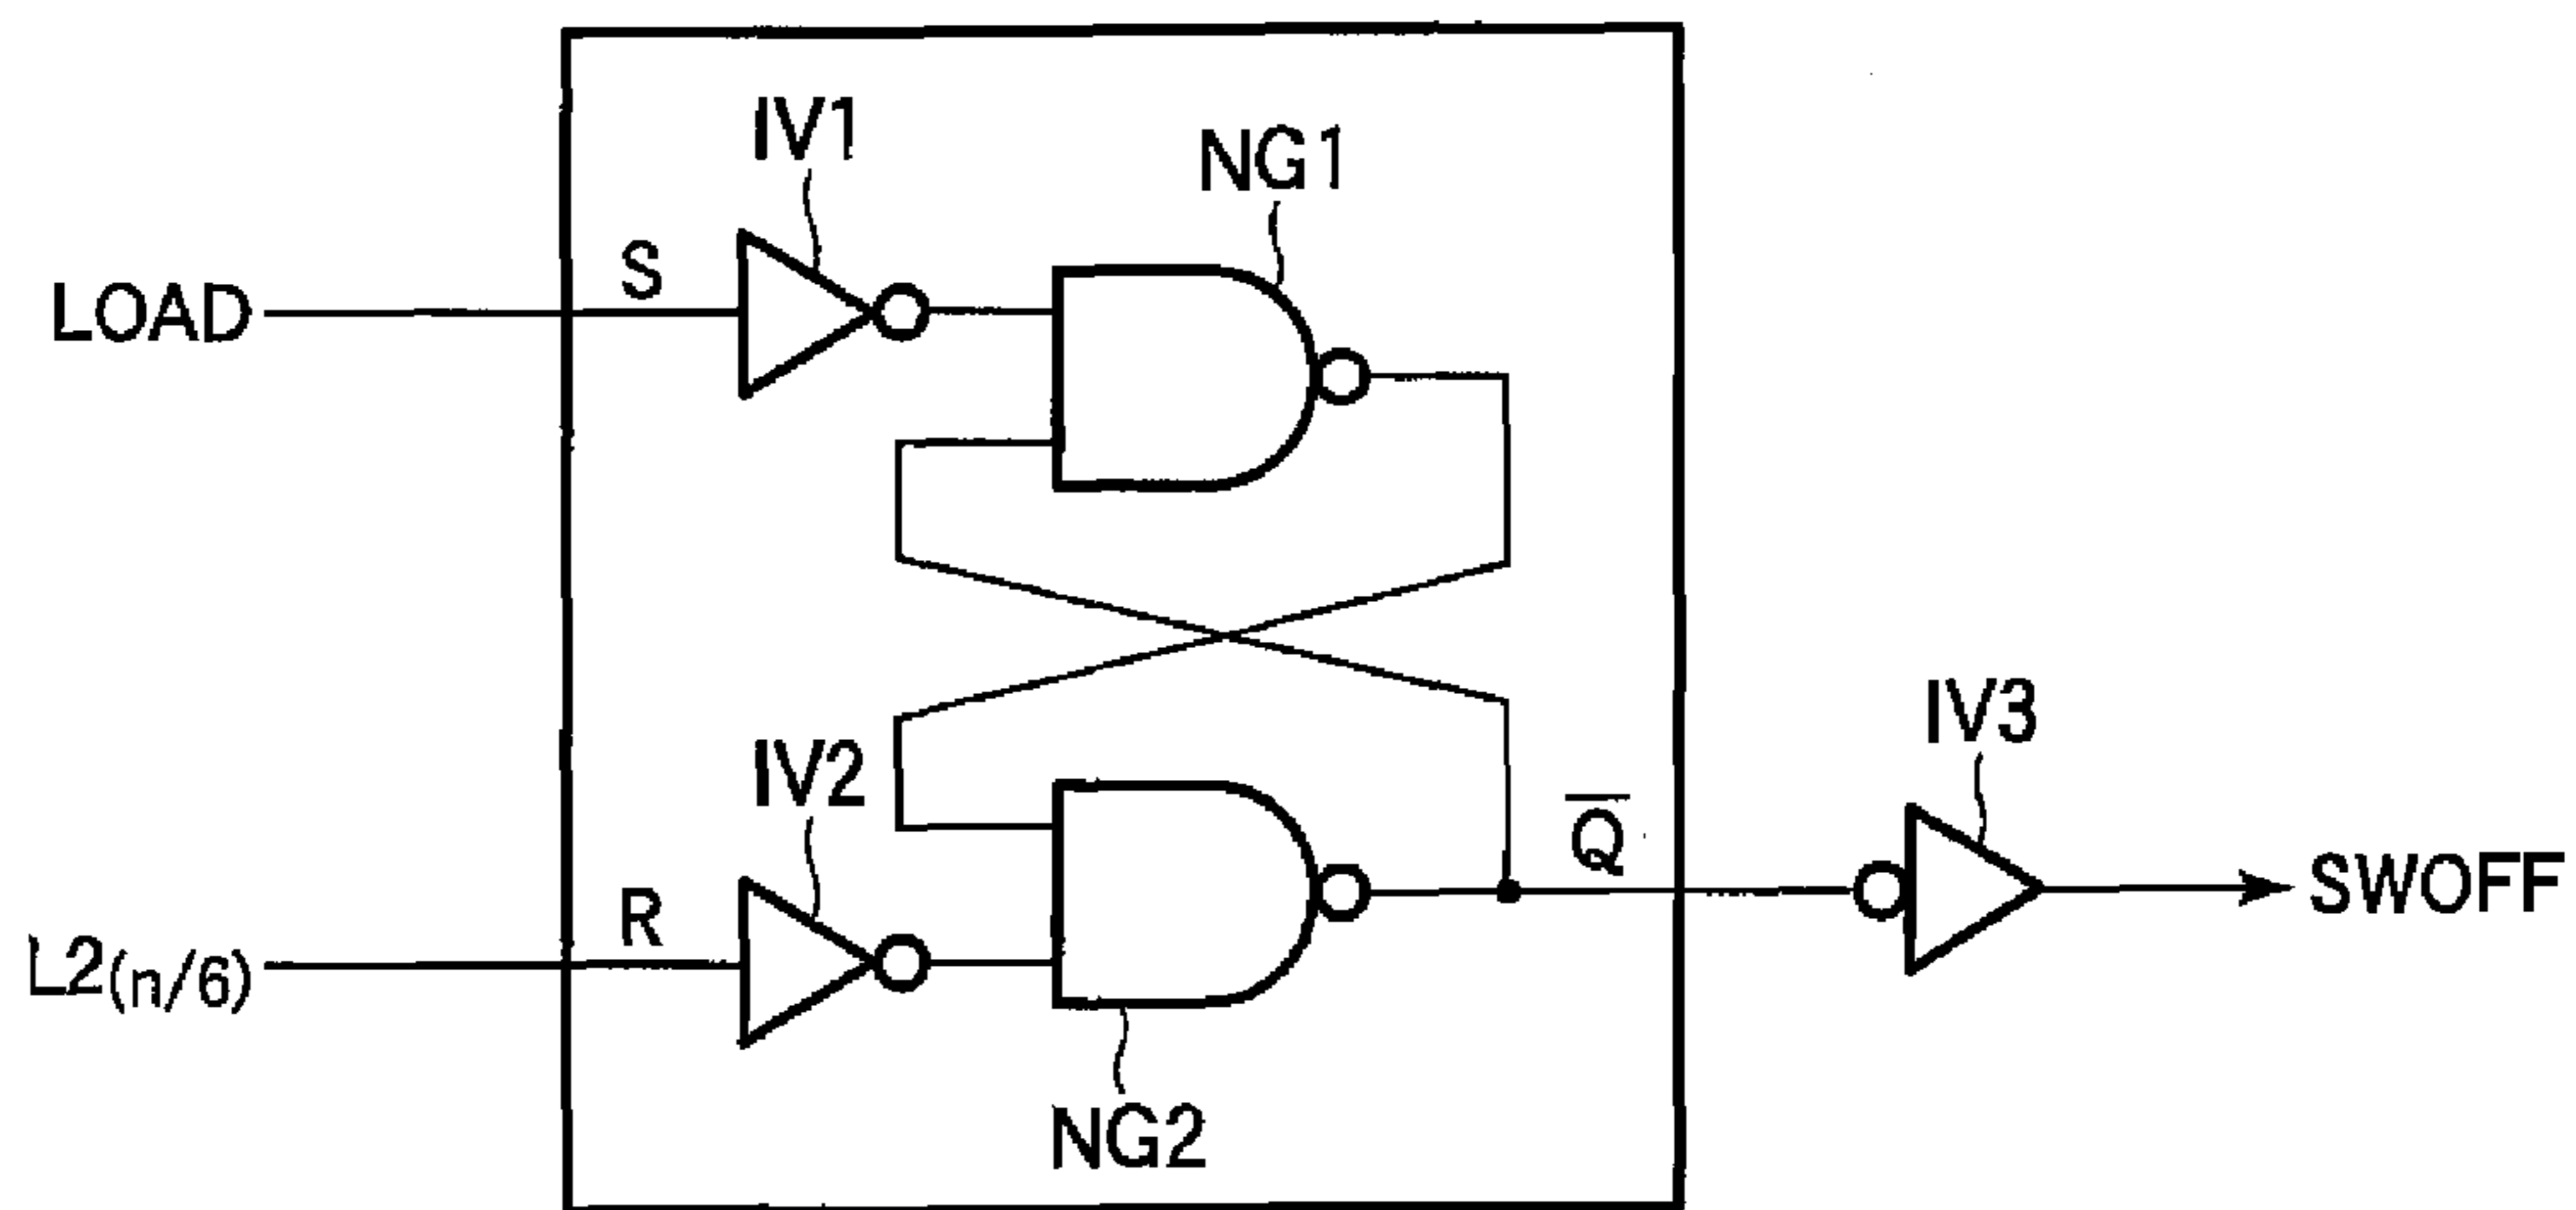 IV1
NG1
LOAD
S
IV2
IV3
Q̅
SWOFF
R
L2(n/6)
NG2